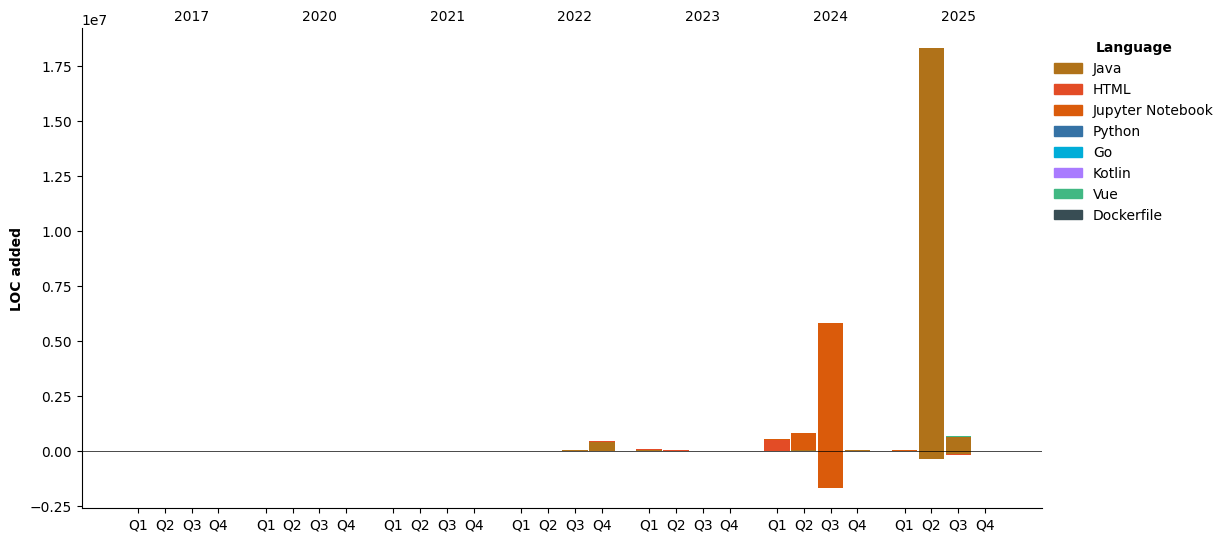 2017 2020 2021 2022 2023 2024 2025
1e7
1.75
1.50
1.25
1.00
0.75
0.50
0.25
0.00
−0.25
LOC added
Q1 Q2 Q3 Q4 Q1 Q2 Q3 Q4 Q1 Q2 Q3 Q4 Q1 Q2 Q3 Q4 Q1 Q2 Q3 Q4 Q1 Q2 Q3 Q4 Q1 Q2 Q3 Q4
Language
Java
HTML
Jupyter Notebook
Python
Go
Kotlin
Vue
Dockerfile